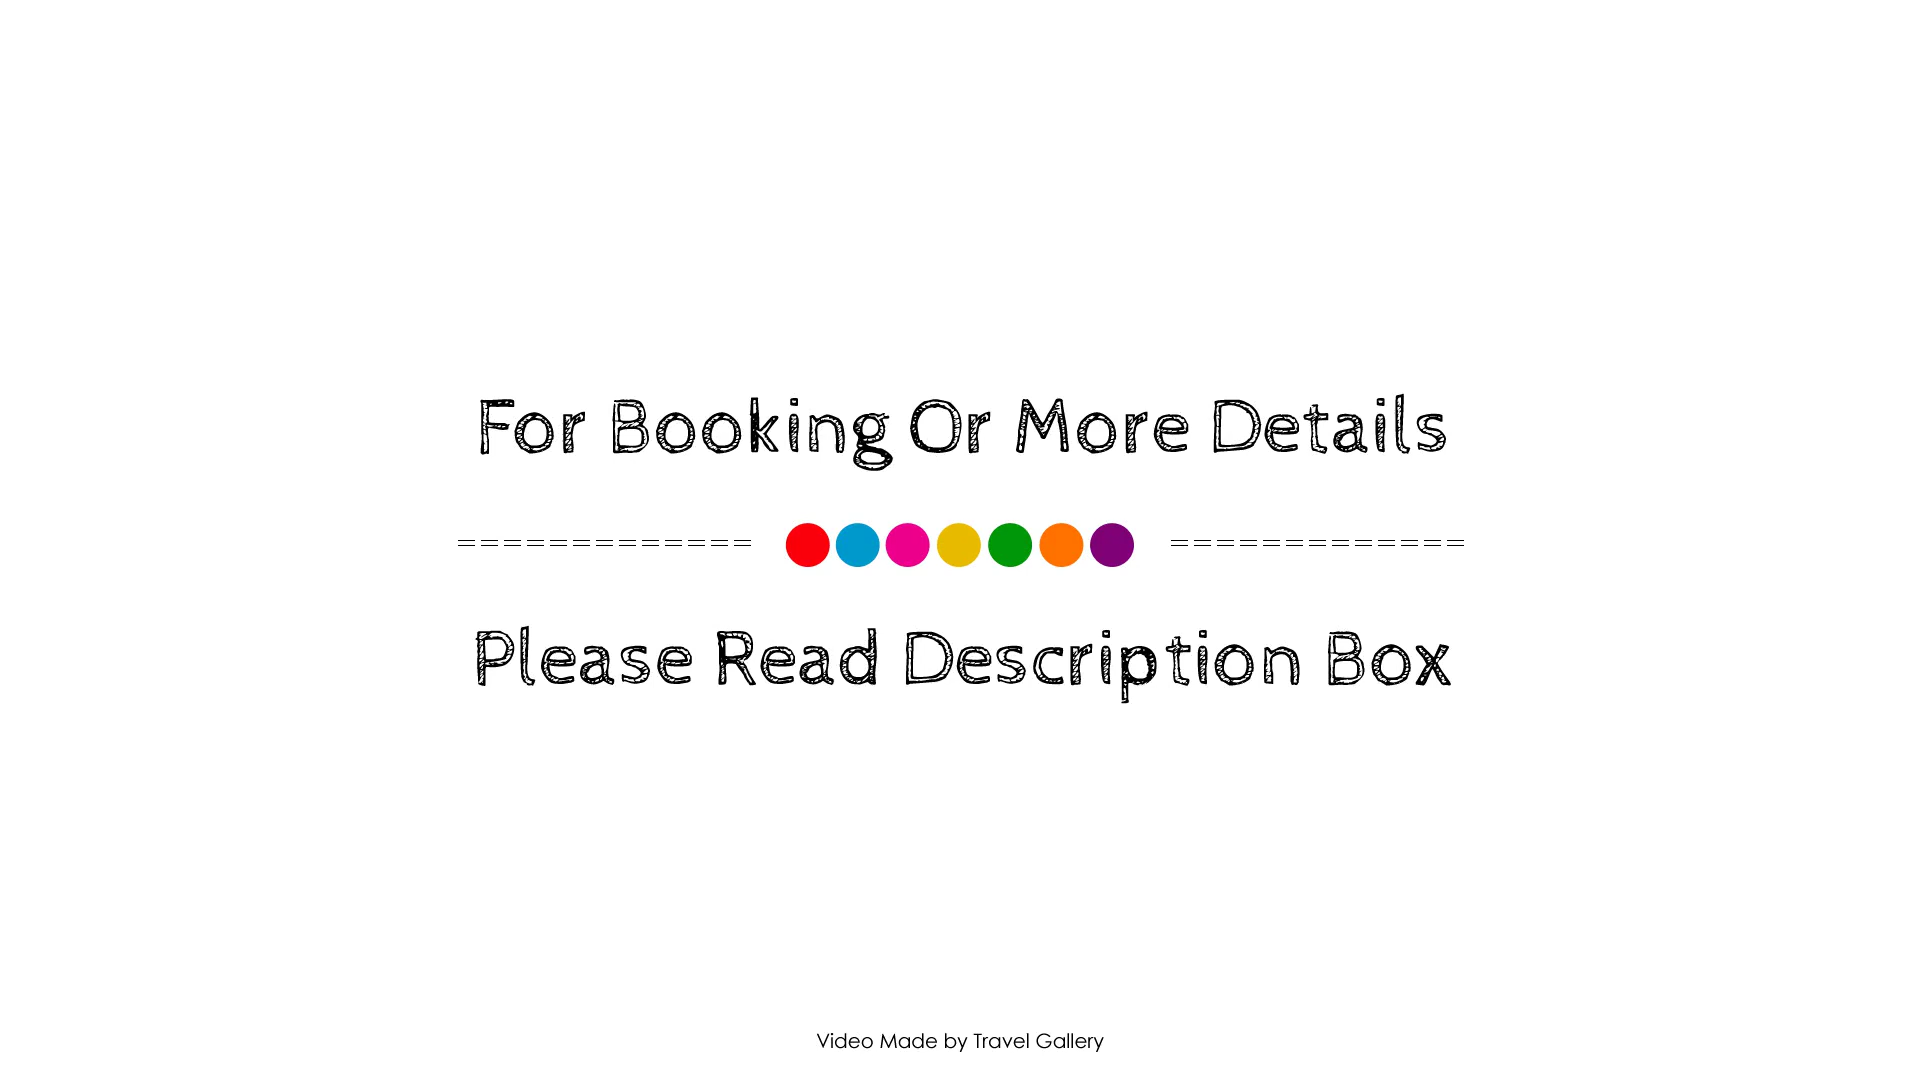 For Booking Or More Details
============= =============
Please Read Description Box
Video Made by Travel Gallery